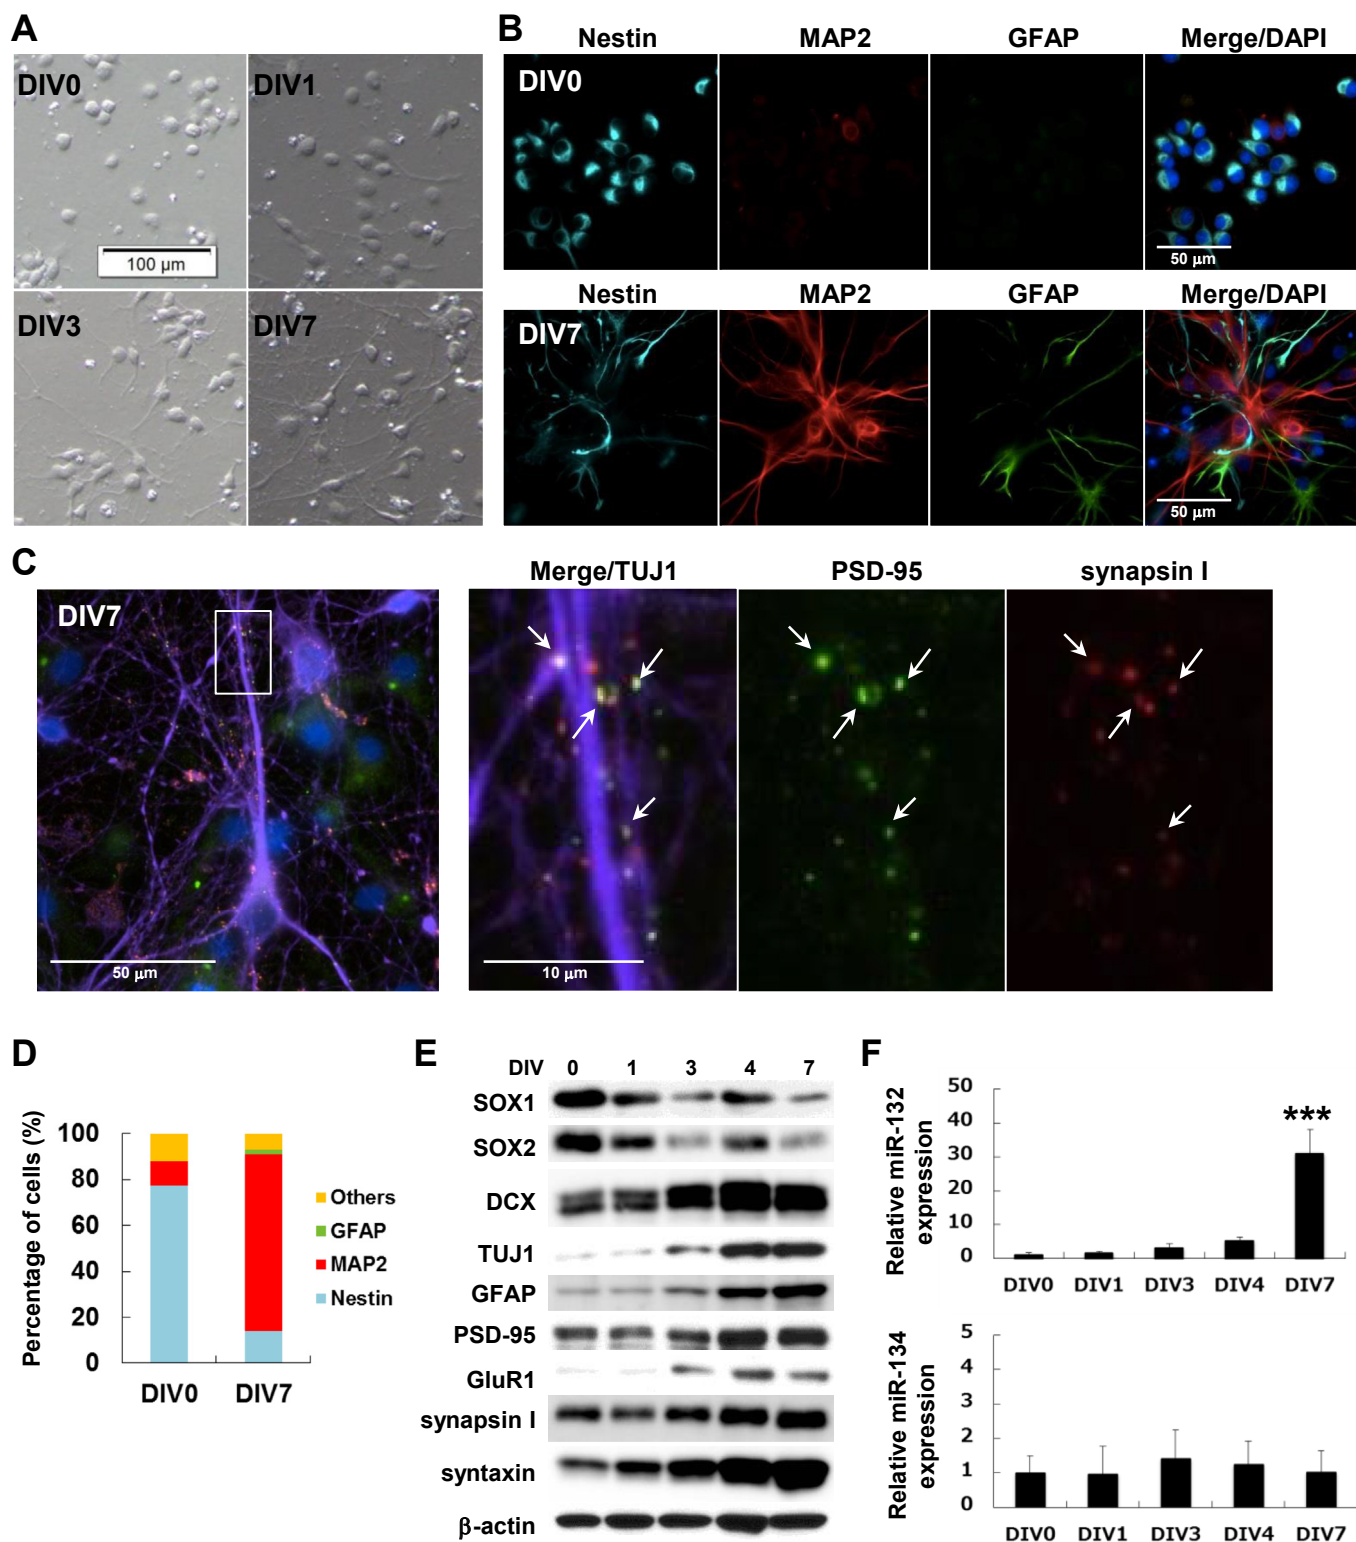 A
DIV0
DIV1
100 µm
DIV3
DIV7
B
Nestin MAP2 GFAP Merge/DAPI
DIV0
50 µm
Nestin MAP2 GFAP Merge/DAPI
DIV7
50 µm
C
DIV7
50 µm
Merge/TUJ1 PSD-95 synapsin I
10 µm
D
Percentage of cells (%)
100
80
60
40
20
0
DIV0 DIV7
Others
GFAP
MAP2
Nestin
E
DIV 0 1 3 4 7
SOX1
SOX2
DCX
TUJ1
GFAP
PSD-95
GluR1
synapsin I
syntaxin
β-actin
F
Relative miR-132
expression
50
40
30
20
10
0
***
DIV0 DIV1 DIV3 DIV4 DIV7
Relative miR-134
expression
5
4
3
2
1
0
DIV0 DIV1 DIV3 DIV4 DIV7